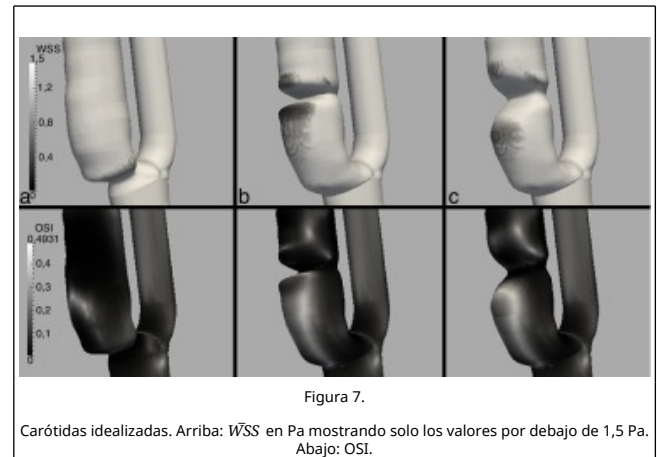 WSS
1,5
1,2
0,8
0,4
0
a
b
c
OSI
0,4931
0,4
0,3
0,2
0,1
0
Figura 7.
Carótidas idealizadas. Arriba: W̄SS en Pa mostrando solo los valores por debajo de 1,5 Pa.
Abajo: OSI.